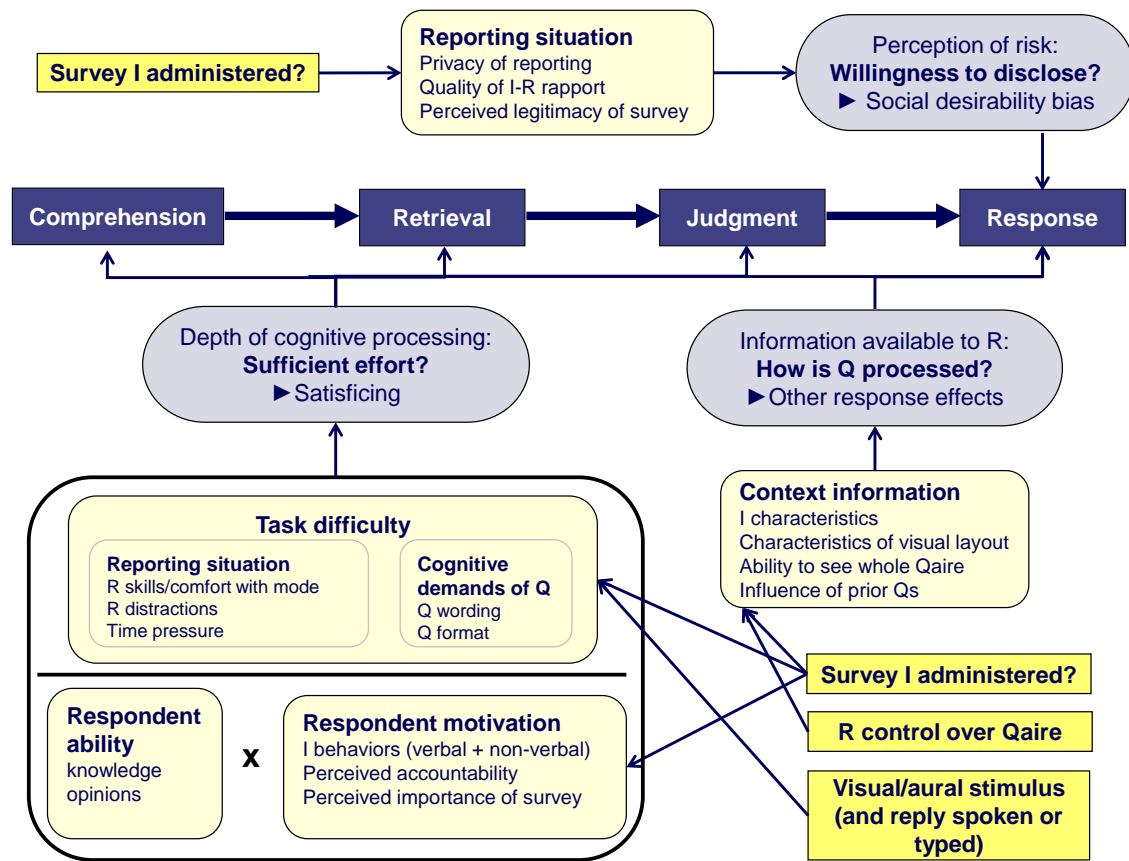 Survey I administered?
Reporting situation
Privacy of reporting
Quality of I-R rapport
Perceived legitimacy of survey
Perception of risk:
Willingness to disclose?
► Social desirability bias
Comprehension
Retrieval
Judgment
Response
Depth of cognitive processing:
Sufficient effort?
►Satisficing
Information available to R:
How is Q processed?
►Other response effects
Task difficulty
Reporting situation
R skills/comfort with mode
R distractions
Time pressure
Cognitive
demands of Q
Q wording
Q format
Context information
I characteristics
Characteristics of visual layout
Ability to see whole Qaire
Influence of prior Qs
Respondent
ability
knowledge
opinions
x
Respondent motivation
I behaviors (verbal + non-verbal)
Perceived accountability
Perceived importance of survey
Survey I administered?
R control over Qaire
Visual/aural stimulus
(and reply spoken or
typed)